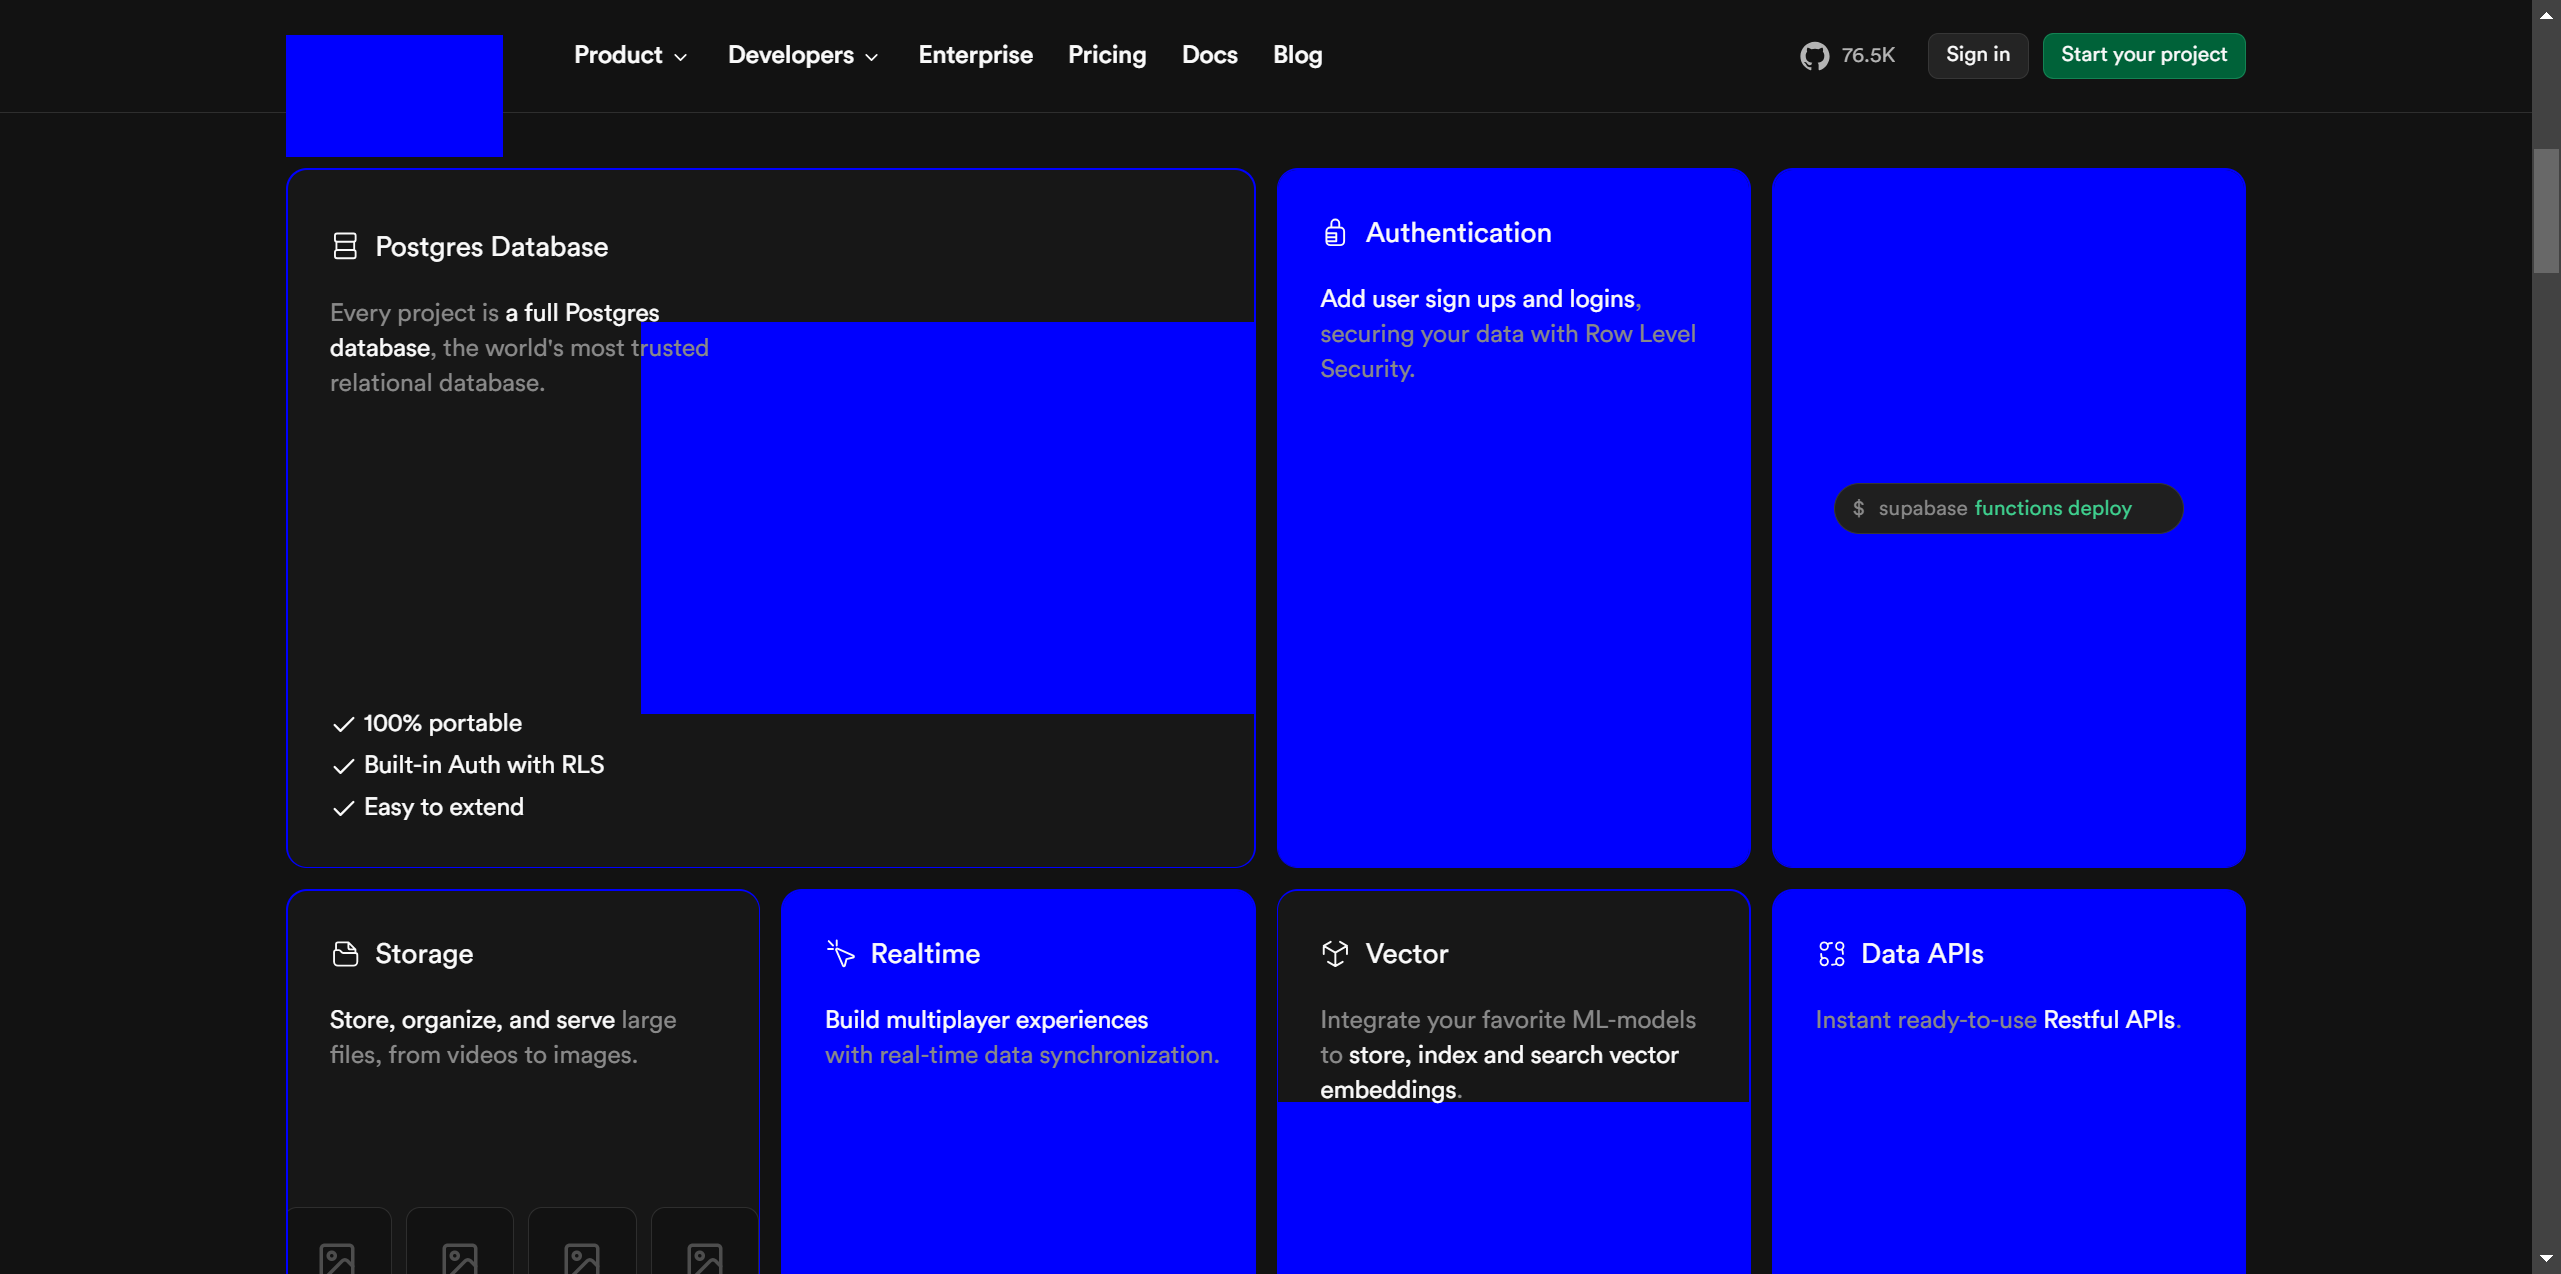 Product
Developers
Enterprise
Pricing
Docs
Blog
76.5K
Sign in
Start your project
Postgres Database
Every project is a full Postgres
database, the world's most trusted
relational database.
100% portable
Built-in Auth with RLS
Easy to extend
Authentication
Add user sign ups and logins,
securing your data with Row Level
Security.
$ supabase functions deploy
Storage
Store, organize, and serve large
files, from videos to images.
Realtime
Build multiplayer experiences
with real-time data synchronization.
Vector
Integrate your favorite ML-models
to store, index and search vector
embeddings.
Data APIs
Instant ready-to-use Restful APIs.